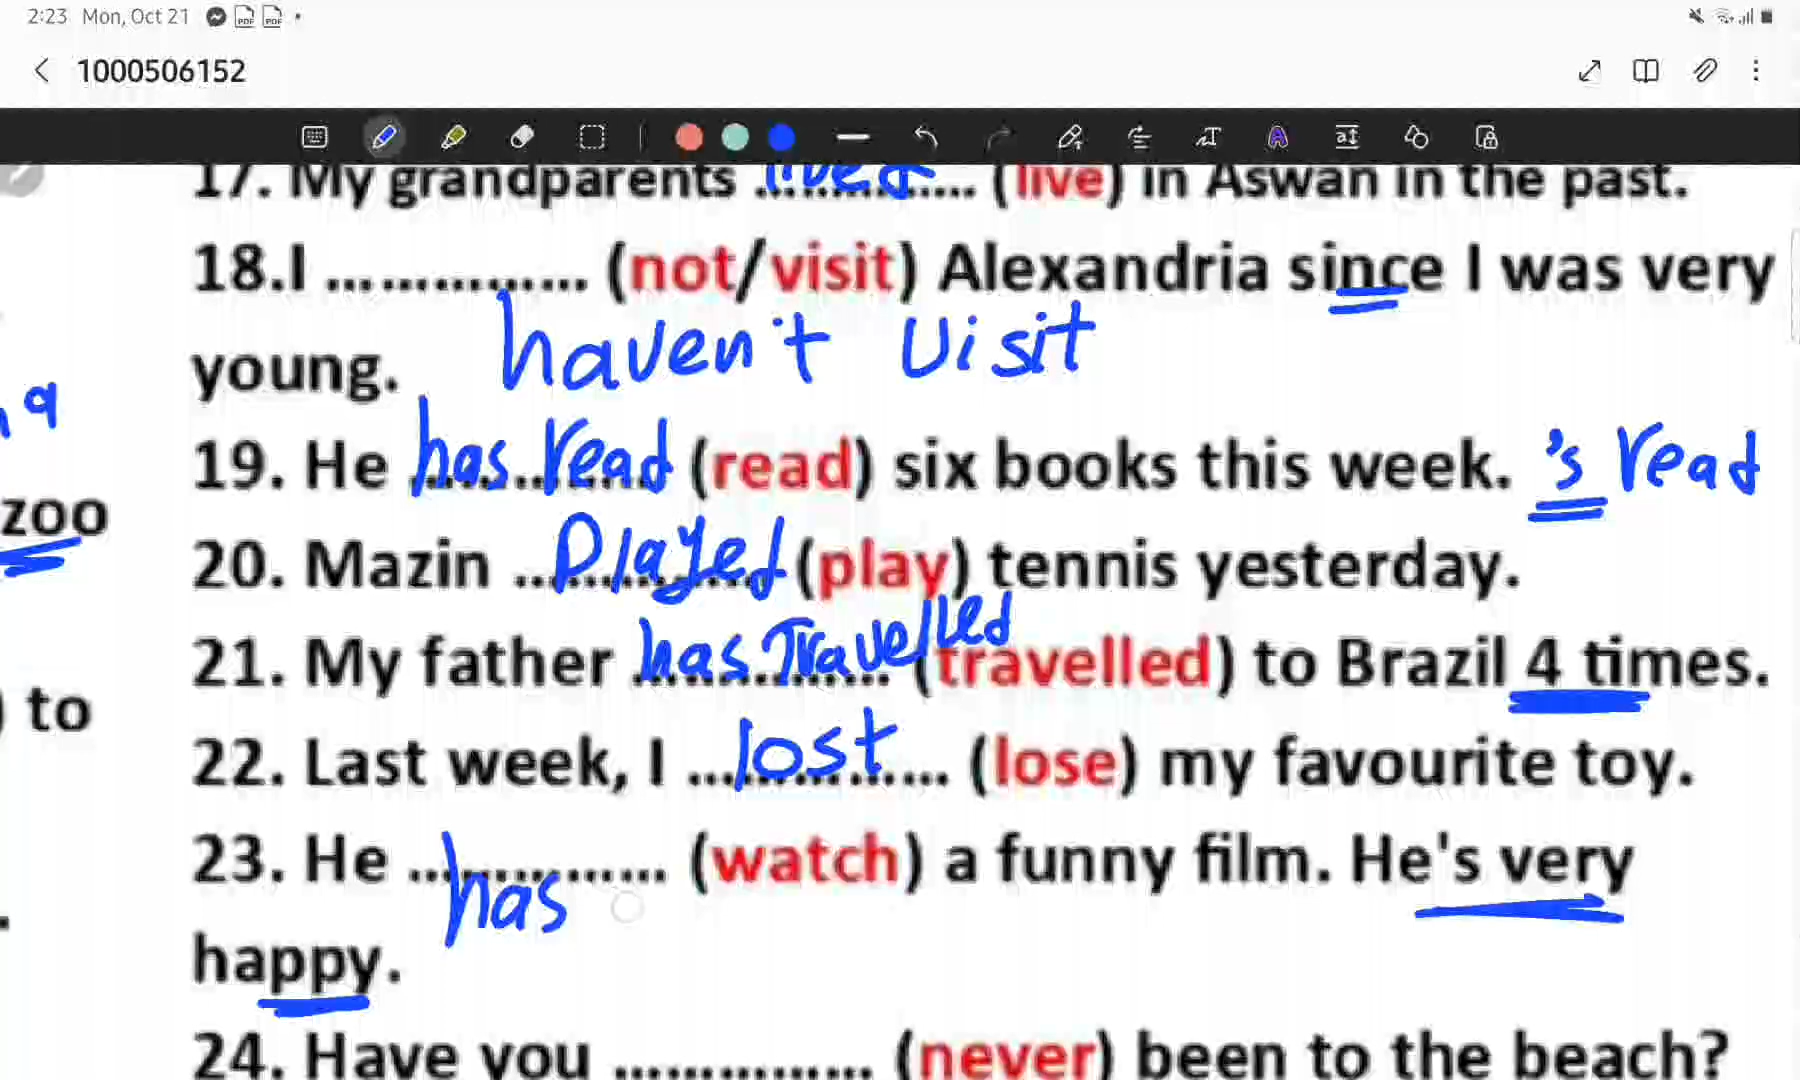 2:23 Mon, Oct 21 PDF PDF
1000506152
17. My grandparents ..lived.. (live) in Aswan in the past.
18.I ............... (not/visit) Alexandria since I was very
haven't visit
young.
19. He has read (read) six books this week. 's read
zoo
20. Mazin ...Played (play) tennis yesterday.
21. My father has Travelled (travelled) to Brazil 4 times.
) to
22. Last week, I ...lost.... (lose) my favourite toy.
23. He ............... (watch) a funny film. He's very
has
happy.
24. Have you ............... (never) been to the beach?